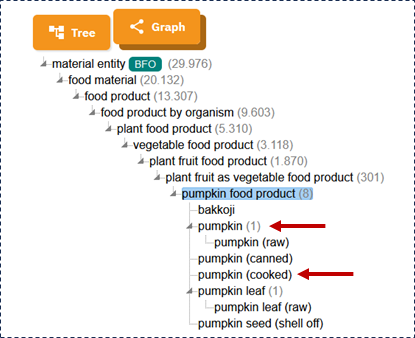 Tree
Graph
material entity BFO (29.976)
food material (20.132)
food product (13.307)
food product by organism (9.603)
plant food product (5.310)
vegetable food product (3.118)
plant fruit food product (1.870)
plant fruit as vegetable food product (301)
pumpkin food product (8)
bakkoji
pumpkin (1)
pumpkin (raw)
pumpkin (canned)
pumpkin (cooked)
pumpkin leaf (1)
pumpkin leaf (raw)
pumpkin seed (shell off)